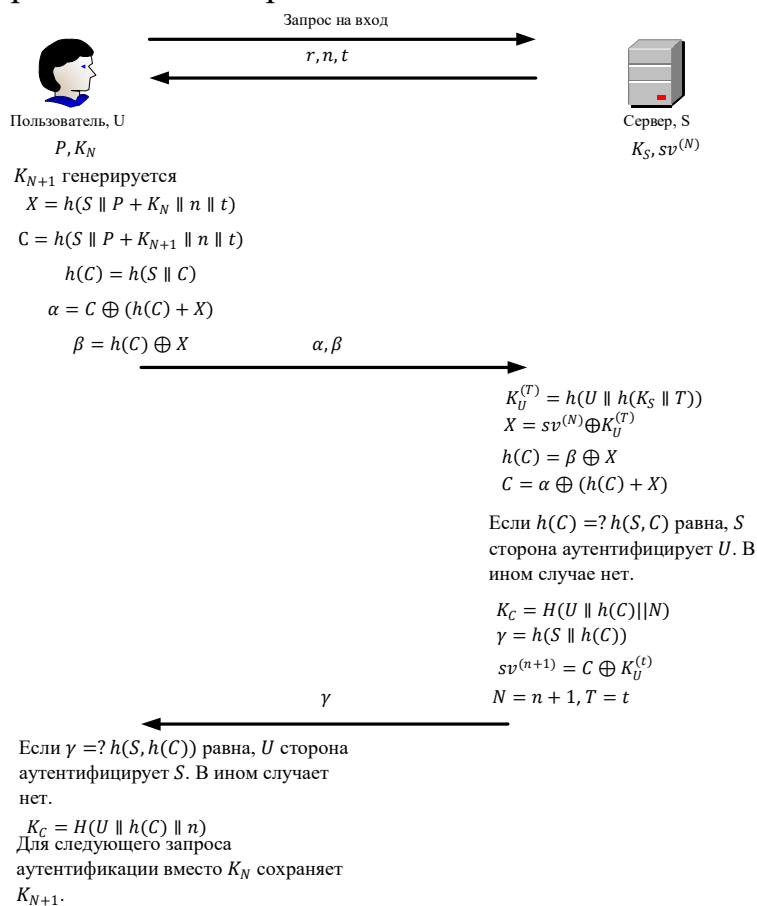 Запрос на вход
r, n, t
Пользователь, U
Сервер, S
P, K_N
K_S, sv^(N)
K_{N+1} генерируется
X = h(S ∥ P + K_N ∥ n ∥ t)
C = h(S ∥ P + K_{N+1} ∥ n ∥ t)
h(C) = h(S ∥ C)
α = C ⊕ (h(C) + X)
β = h(C) ⊕ X
α, β
K_U^(T) = h(U ∥ h(K_S ∥ T))
X = sv^(N)⊕K_U^(T)
h(C) = β ⊕ X
C = α ⊕ (h(C) + X)
Если h(C) =? h(S, C) равна, S
сторона аутентифицирует U. В
ином случае нет.
K_C = H(U ∥ h(C)||N)
γ = h(S ∥ h(C))
sv^(n+1) = C ⊕ K_U^(t)
N = n + 1, T = t
γ
Если γ =? h(S, h(C)) равна, U сторона
аутентифицирует S. В ином случает
нет.
K_C = H(U ∥ h(C) ∥ n)
Для следующего запроса
аутентификации вместо K_N сохраняет
K_{N+1}.